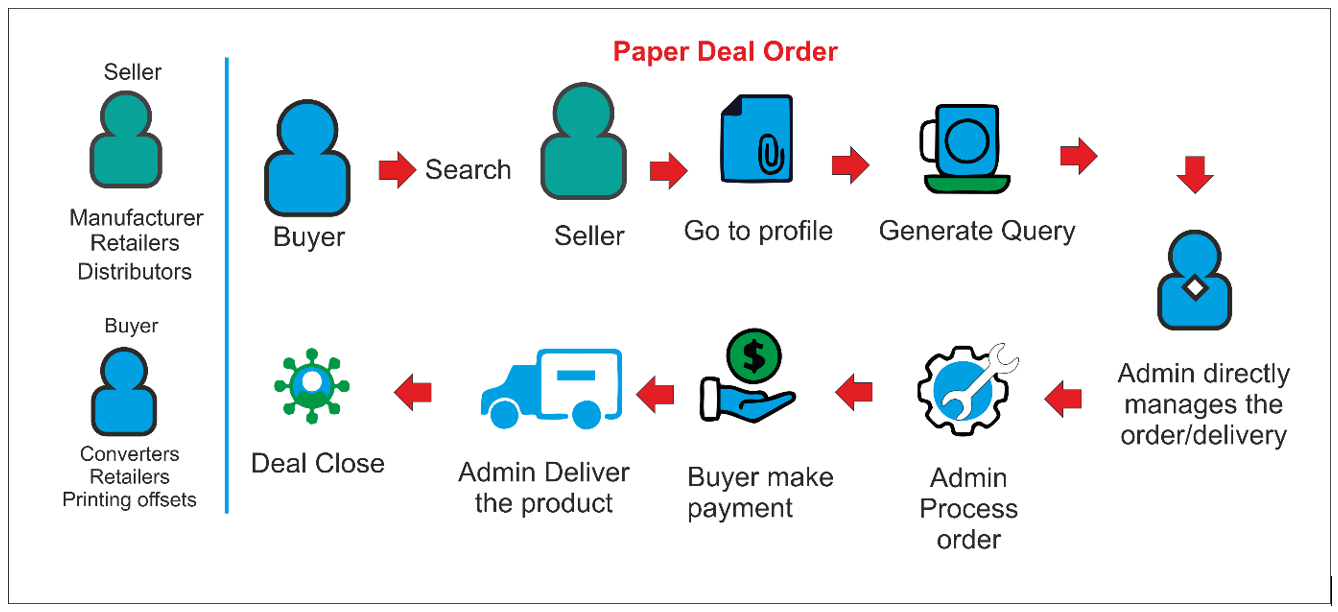 Paper Deal Order
Seller
Manufacturer
Retailers
Distributors
Buyer
Converters
Retailers
Printing offsets
Buyer
Search
Seller
Go to profile
Generate Query
Admin directly
manages the
order/delivery
Admin
Process
order
Buyer make
payment
Admin Deliver
the product
Deal Close
$